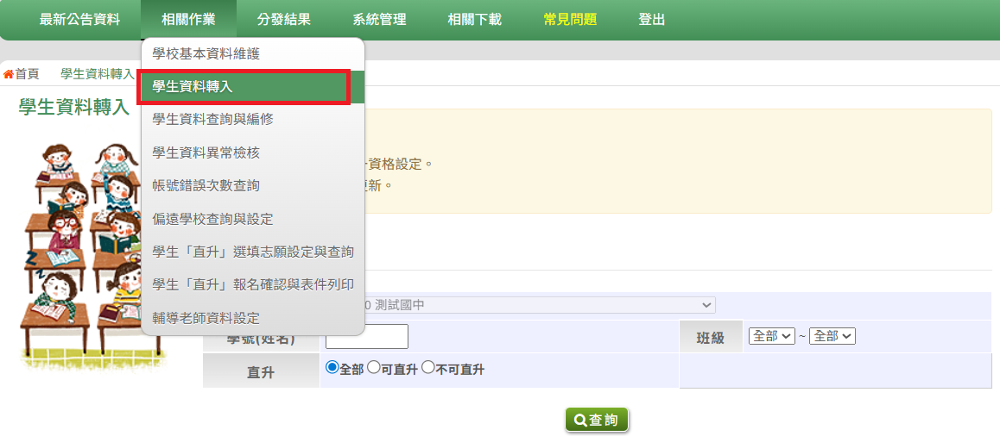 最新公告資料 相關作業 分發結果 系統管理 相關下載 常見問題 登出
學校基本資料維護
首頁 學生資料轉入
學生資料轉入
學生資料轉入
學生資料查詢與編修
學生資料異常檢核
資格設定。
帳號錯誤次數查詢
更新。
偏遠學校查詢與設定
學生「直升」選填志願設定與查詢
學生「直升」報名確認與表件列印
0 測試國中
輔導老師資料設定
學號(姓名) 班級 全部 ~ 全部
直升 全部 可直升 不可直升
查詢